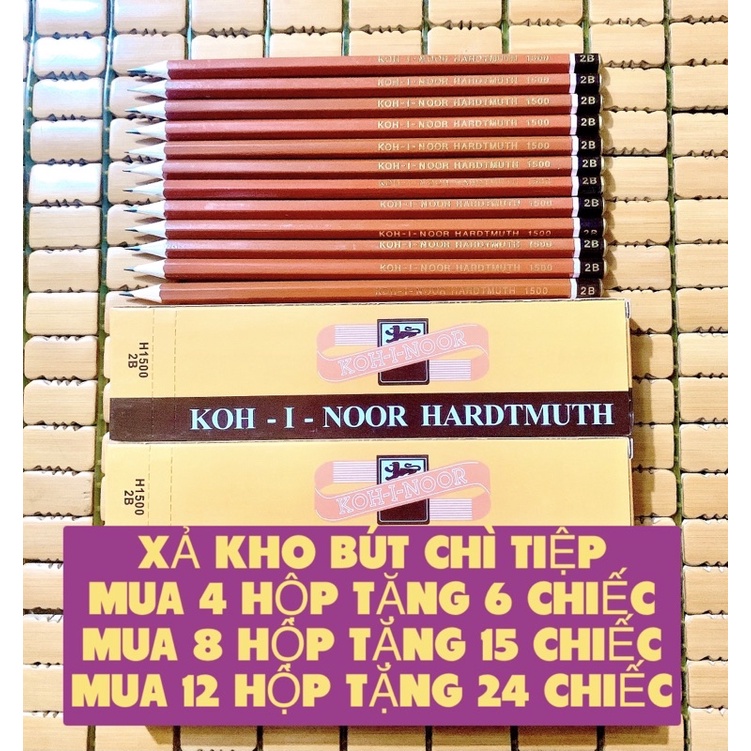 KOH-I-NOOR HARDTMUTH 1500 2B
KOH-I-NOOR HARDTMUTH 1500 2B
KOH-I-NOOR HARDTMUTH 1500 2B
KOH-I-NOOR HARDTMUTH 1500 2B
KOH-I-NOOR HARDTMUTH 1500 2B
KOH-I-NOOR HARDTMUTH 1500 2B
KOH-I-NOOR HARDTMUTH 1500 2B
KOH-I-NOOR HARDTMUTH 1500 2B
KOH-I-NOOR HARDTMUTH 1500 2B
KOH-I-NOOR HARDTMUTH 1500 2B
KOH-I-NOOR HARDTMUTH 1500 2B
KOH-I-NOOR HARDTMUTH 1500 2B
H1500
2B
KOH-I-NOOR
KOH - I - NOOR HARDTMUTH
H1500
2B
KOH-I-NOOR
XẢ KHO BÚT CHÌ TIỆP
MUA 4 HỘP TẶNG 6 CHIẾC
MUA 8 HỘP TẶNG 15 CHIẾC
MUA 12 HỘP TẶNG 24 CHIẾC